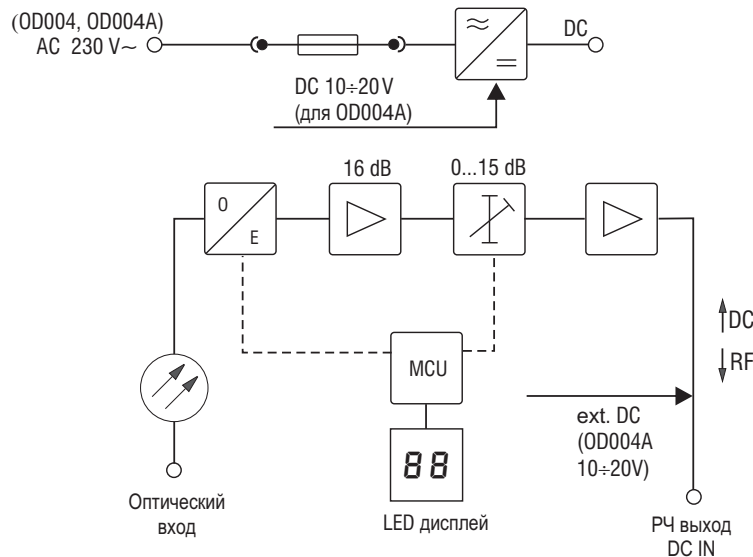 (OD004, OD004A)
AC 230 V~
DC
DC 10÷20V
(для OD004A)
16 dB
0...15 dB
O
E
DC
RF
MCU
ext. DC
(OD004A
10÷20V)
88
Оптический
вход
LED дисплей
РЧ выход
DC IN